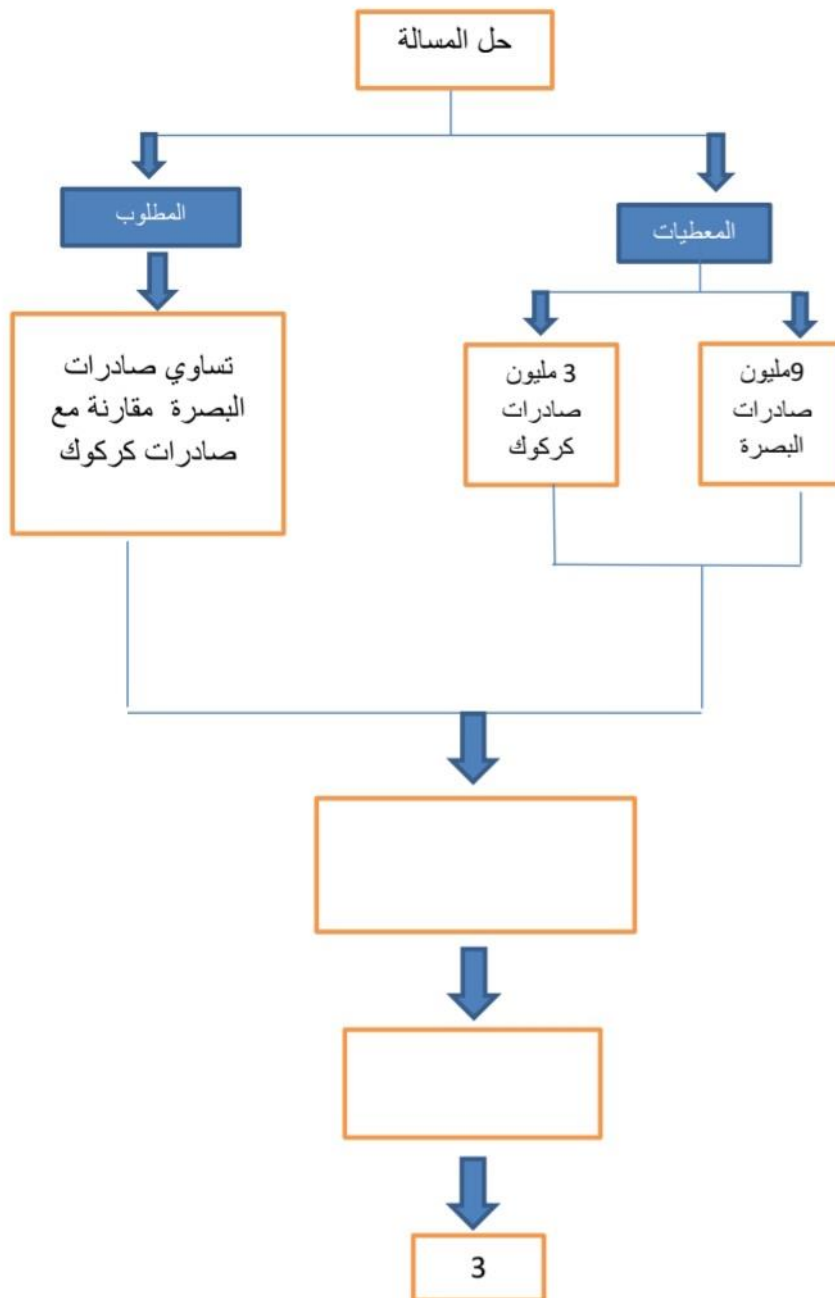 حل المسالة
المعطيات
المطلوب
9مليون
صادرات
البصرة
3 مليون
صادرات
كركوك
تساوي صادرات
البصرة مقارنة مع
صادرات كركوك
3